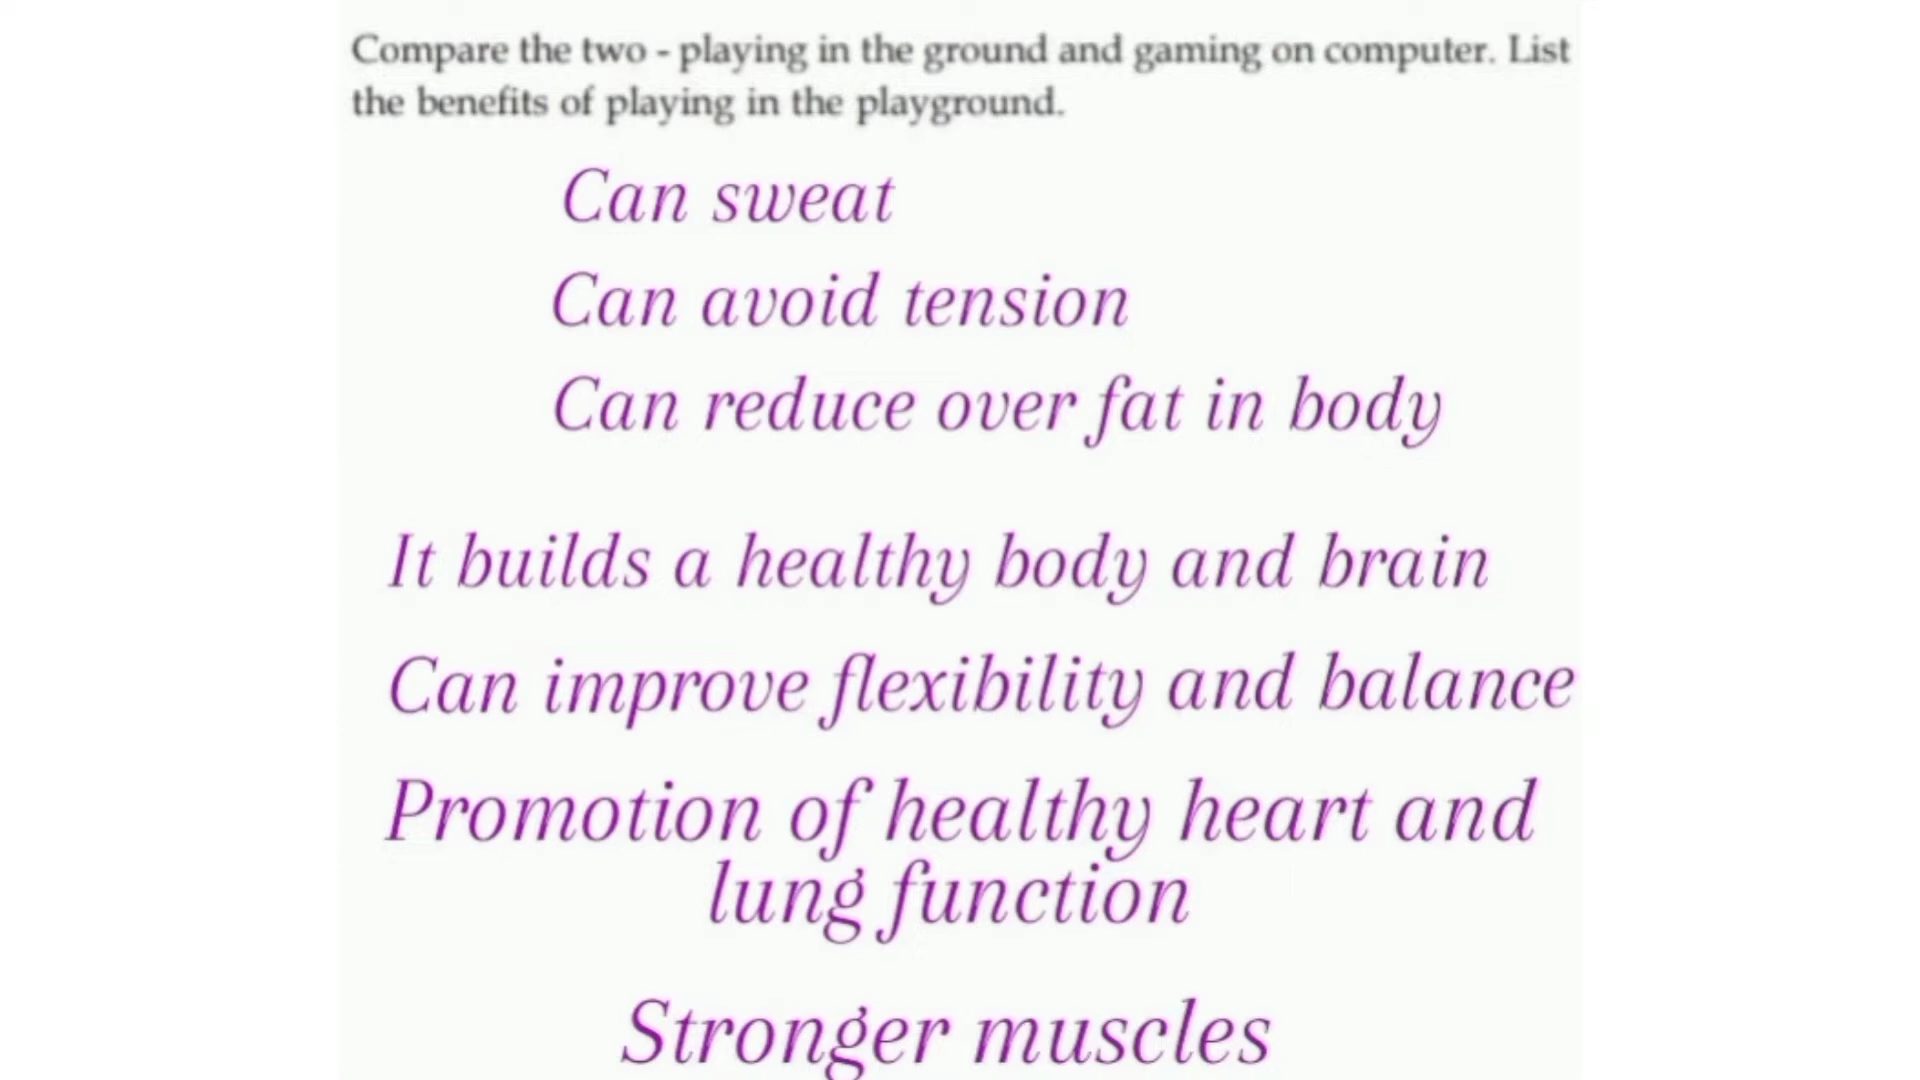 Compare the two - playing in the ground and gaming on computer. List
the benefits of playing in the playground.
Can sweat
Can avoid tension
Can reduce over fat in body
It builds a healthy body and brain
Can improve flexibility and balance
Promotion of healthy heart and
lung function
Stronger muscles